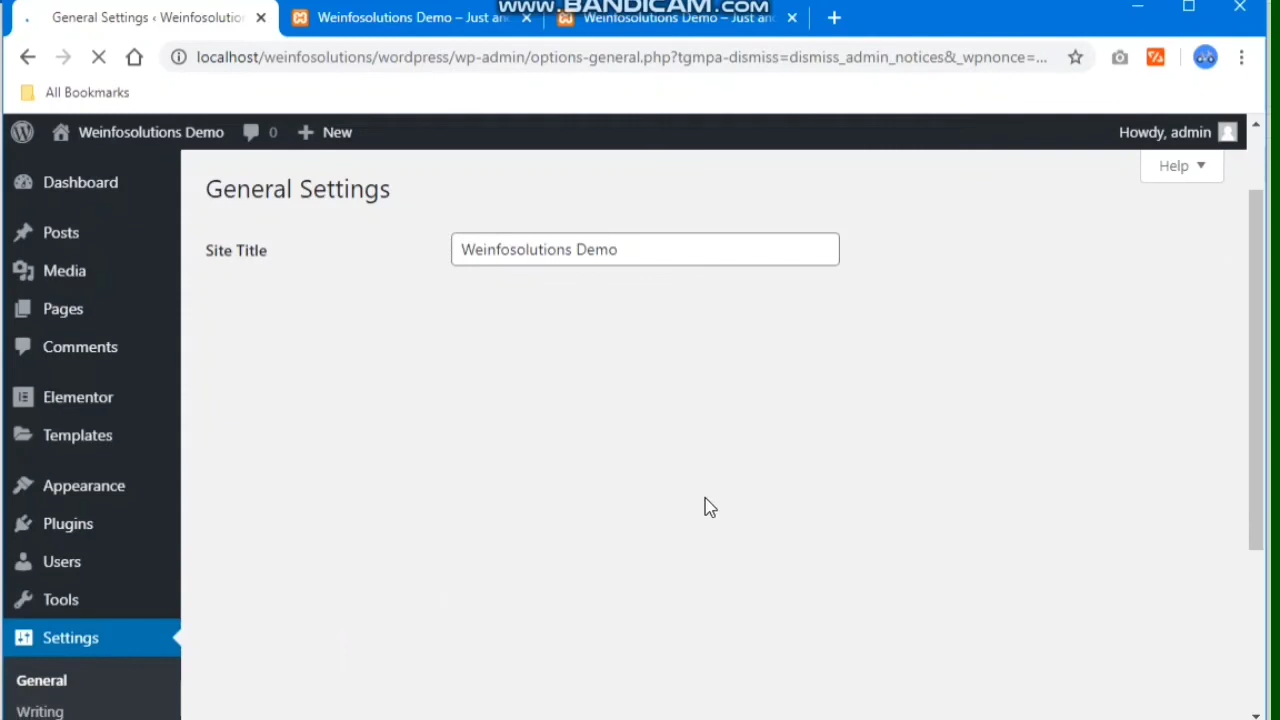 www.BANDICAM.com
General Settings ‹ Weinfosolution
Weinfosolutions Demo – Just an
Weinfosolutions Demo – Just an
localhost/weinfosolutions/wordpress/wp-admin/options-general.php?tgmpa-dismiss=dismiss_admin_notices&_wpnonce=...
All Bookmarks
Weinfosolutions Demo 0 New Howdy, admin
Help
Dashboard
General Settings
Posts
Site Title Weinfosolutions Demo
Media
Pages
Comments
Elementor
Templates
Appearance
Plugins
Users
Tools
Settings
General
Writing